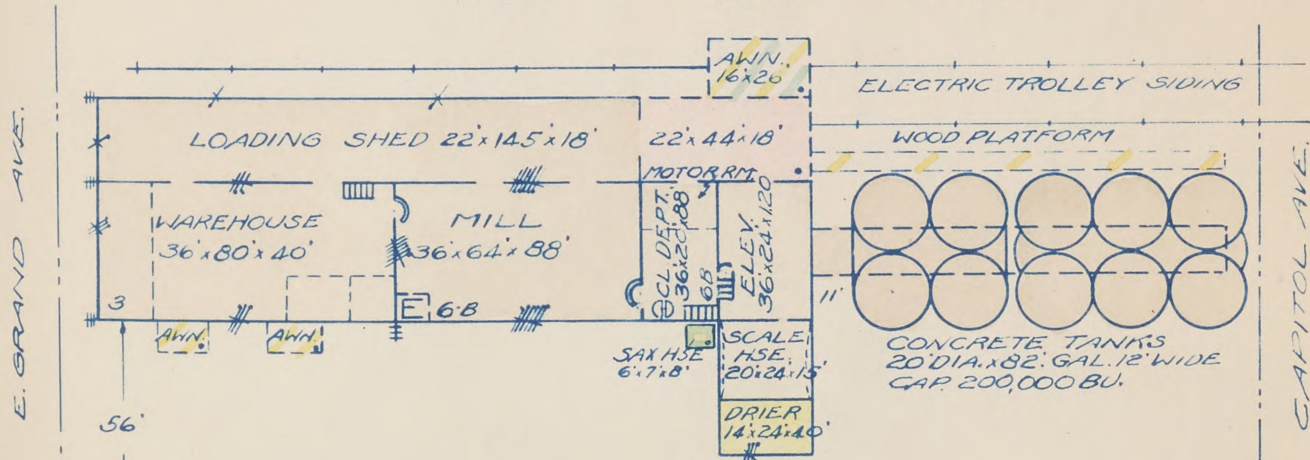 AWN.
16'x26'
ELECTRIC TROLLEY SIDING
LOADING SHED 22'x145'x18'
22'x44'x18'
WOOD PLATFORM
MOTOR RM.
E. GRAND AVE.
CAPITOL AVE.
WAREHOUSE
36'x80'x40'
MILL
36'x64'x88'
CL. DEPT.
36'x20'x88'
6B
ELEV.
36'x24'x120'
11'
3
E
6-B
AWN.
AWN.
SAX HSE
6'x7'x8'
SCALE
HSE.
20'x24'x15'
CONCRETE TANKS
20' DIA. x 82'. GAL. 12' WIDE
CAP. 200,000 BU.
DRIER
14'x24'x40'
56'